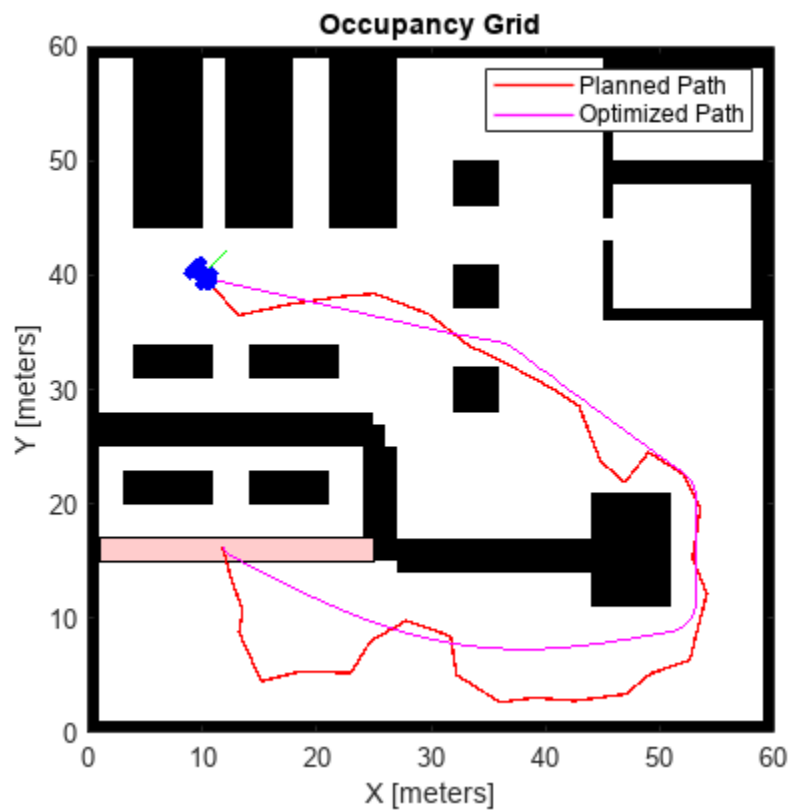 Occupancy Grid
Planned Path
Optimized Path
60
50
40
30
20
10
0
Y [meters]
0 10 20 30 40 50 60
X [meters]